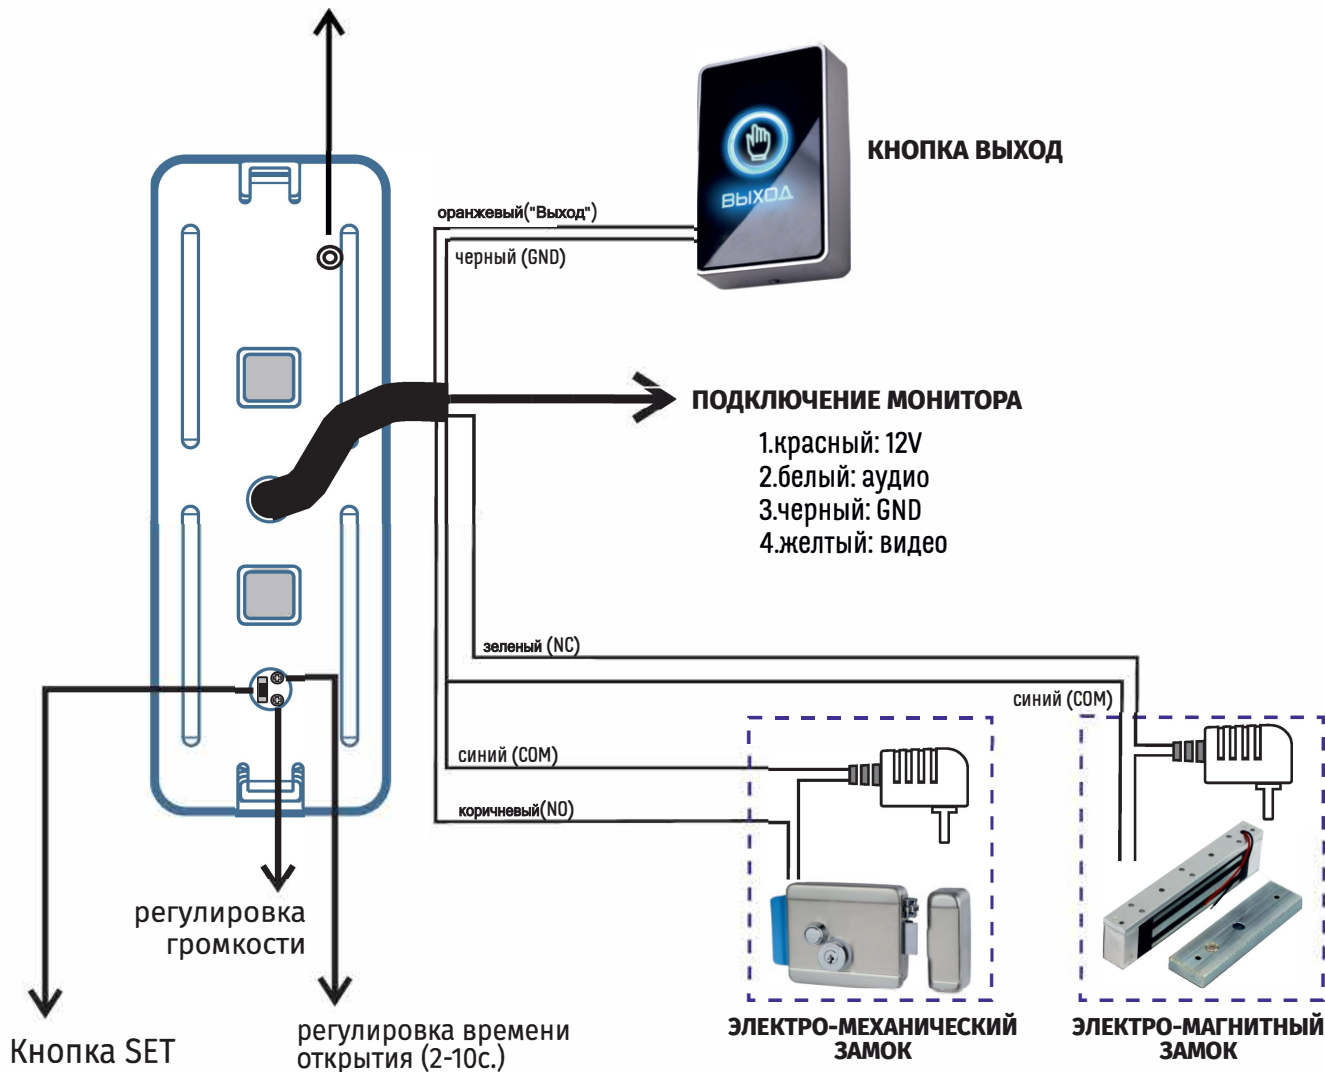 КНОПКА ВЫХОД
ВЫХОД
оранжевый("Выход")
черный (GND)
ПОДКЛЮЧЕНИЕ МОНИТОРА
1.красный: 12V
2.белый: аудио
3.черный: GND
4.желтый: видео
зеленый (NC)
синий (COM)
синий (COM)
коричневый(NO)
регулировка
громкости
Кнопка SET
регулировка времени
открытия (2-10с.)
ЭЛЕКТРО-МЕХАНИЧЕСКИЙ
ЗАМОК
ЭЛЕКТРО-МАГНИТНЫЙ
ЗАМОК